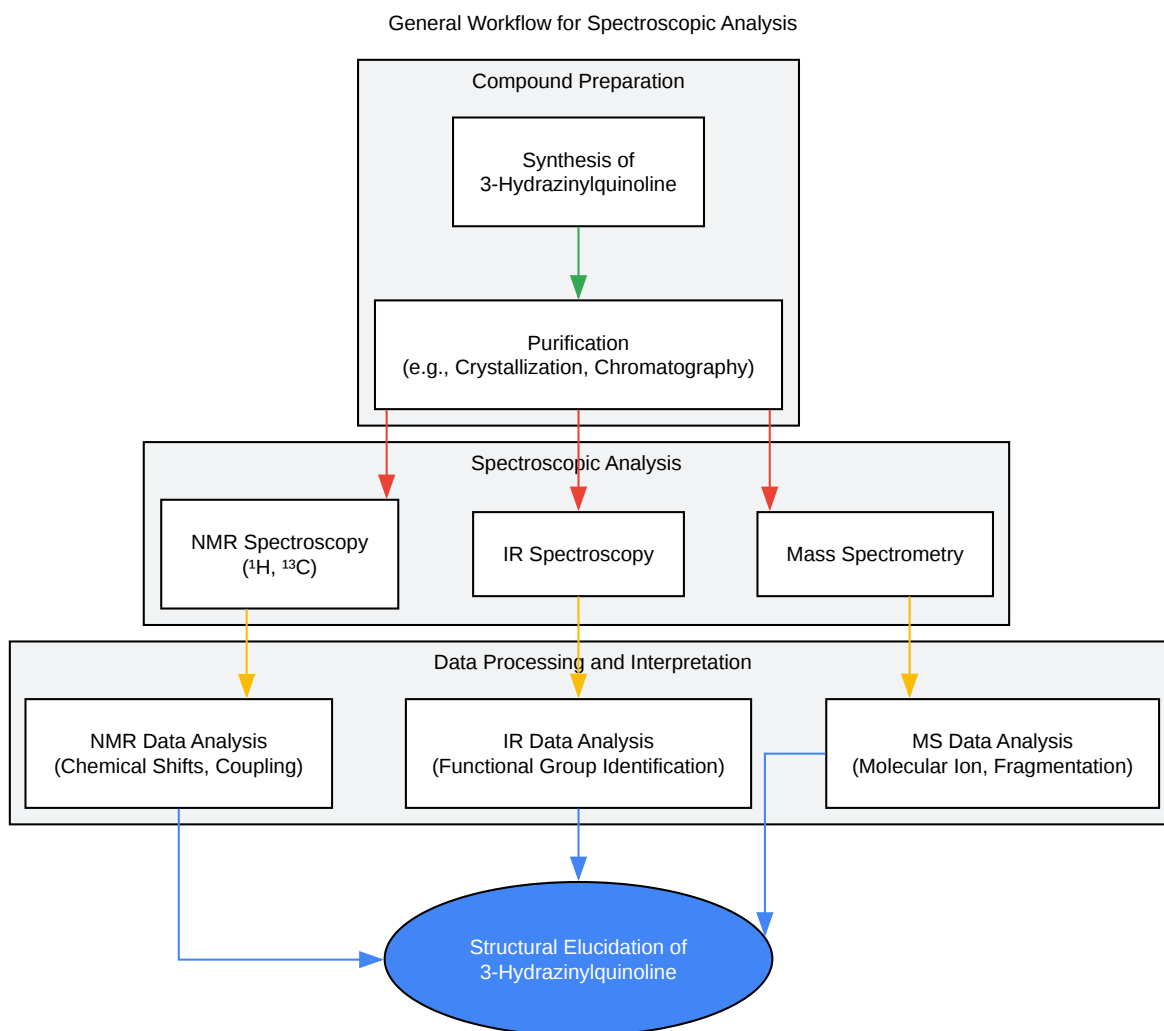 General Workflow for Spectroscopic Analysis
Compound Preparation
Synthesis of
3-Hydrazinylquinoline
Purification
(e.g., Crystallization, Chromatography)
Spectroscopic Analysis
NMR Spectroscopy
(¹H, ¹³C)
IR Spectroscopy
Mass Spectrometry
Data Processing and Interpretation
NMR Data Analysis
(Chemical Shifts, Coupling)
IR Data Analysis
(Functional Group Identification)
MS Data Analysis
(Molecular Ion, Fragmentation)
Structural Elucidation of
3-Hydrazinylquinoline